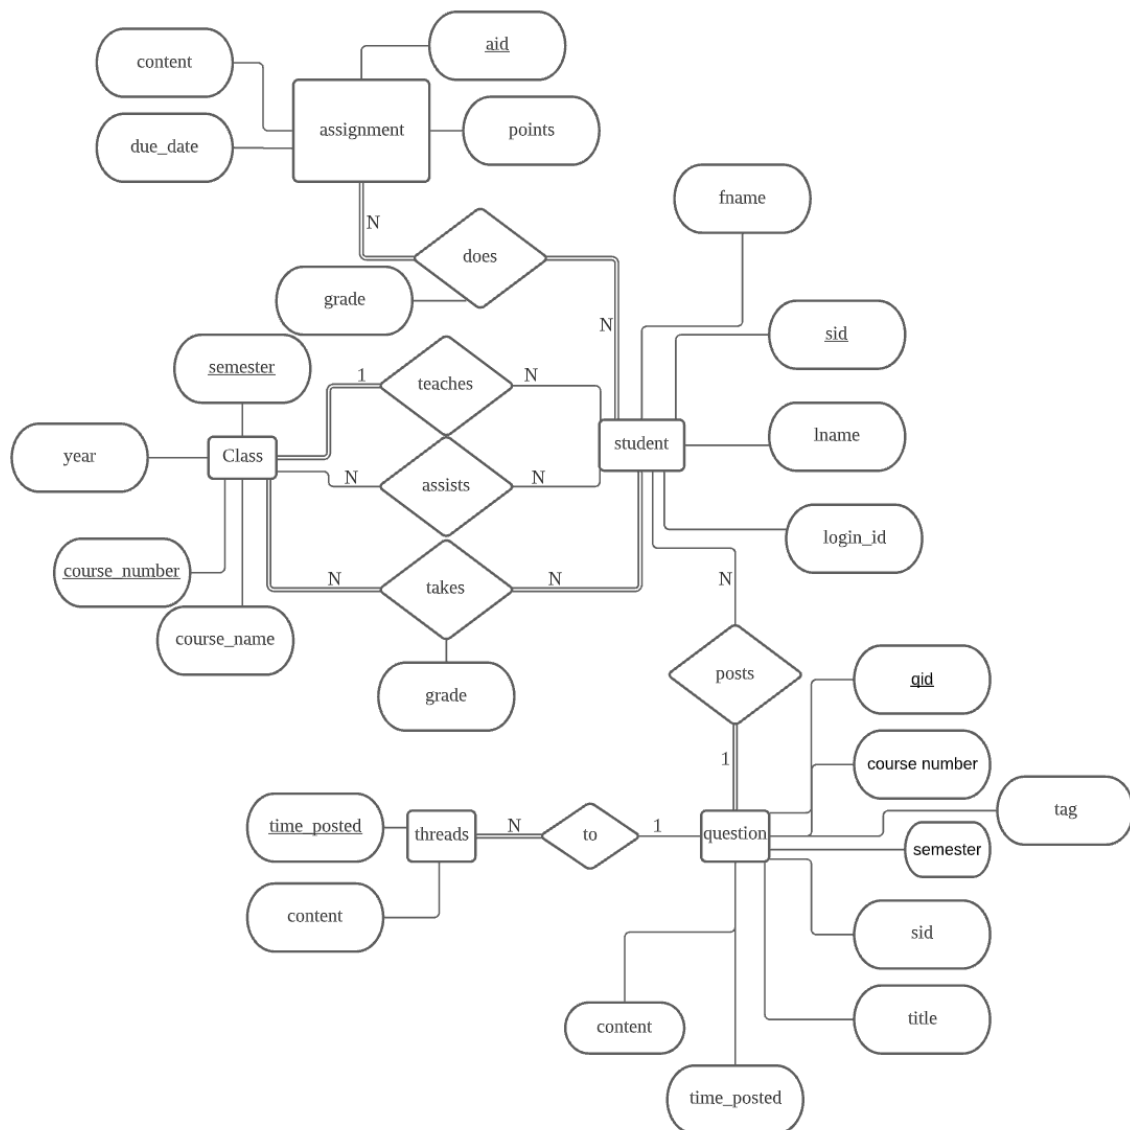 aid
content
assignment
points
due_date
fname
N
does
grade
N
sid
semester
1
teaches
N
lname
student
year
Class
N
assists
N
login_id
course_number
N
takes
N
N
course_name
posts
qid
grade
1
course number
tag
time_posted
threads
N
to
1
question
semester
content
sid
content
title
time_posted